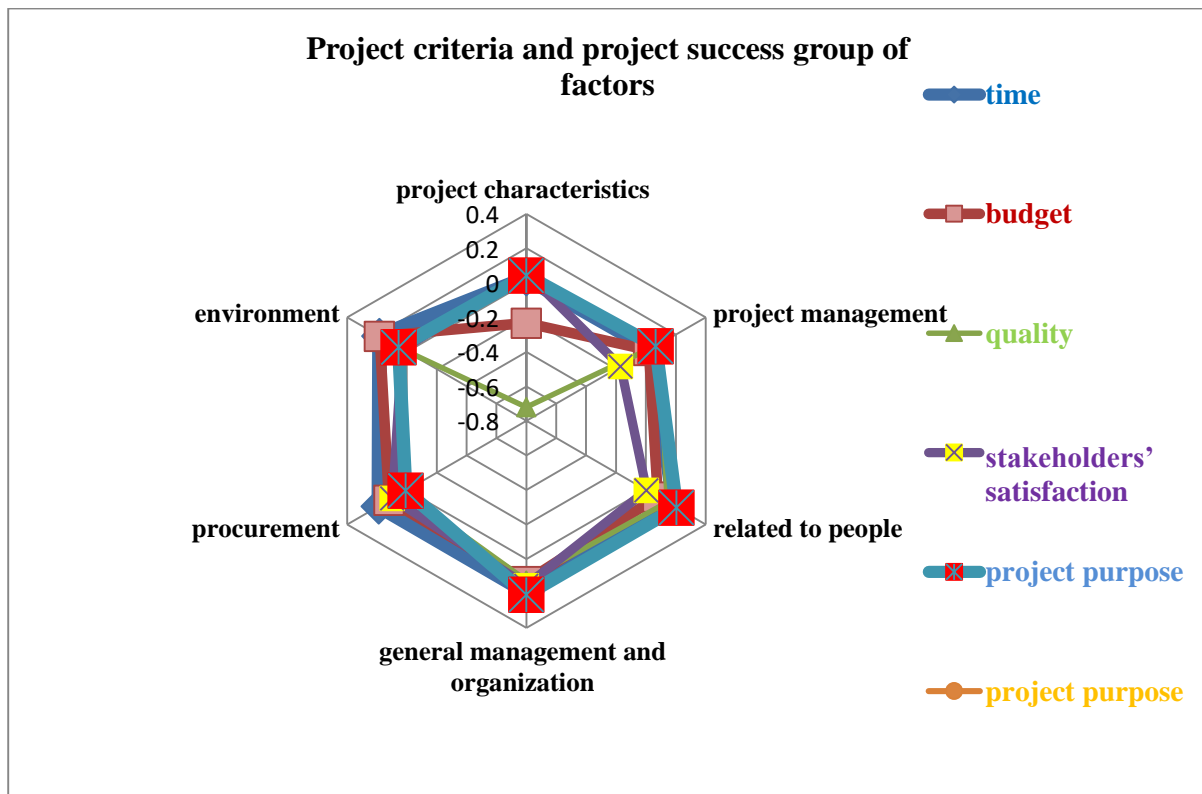 Project criteria and project success group of
factors
time
budget
quality
stakeholders’
satisfaction
project purpose
project purpose
project characteristics
0.4
0.2
0
-0.2
-0.4
-0.6
-0.8
project management
related to people
general management and
organization
procurement
environment